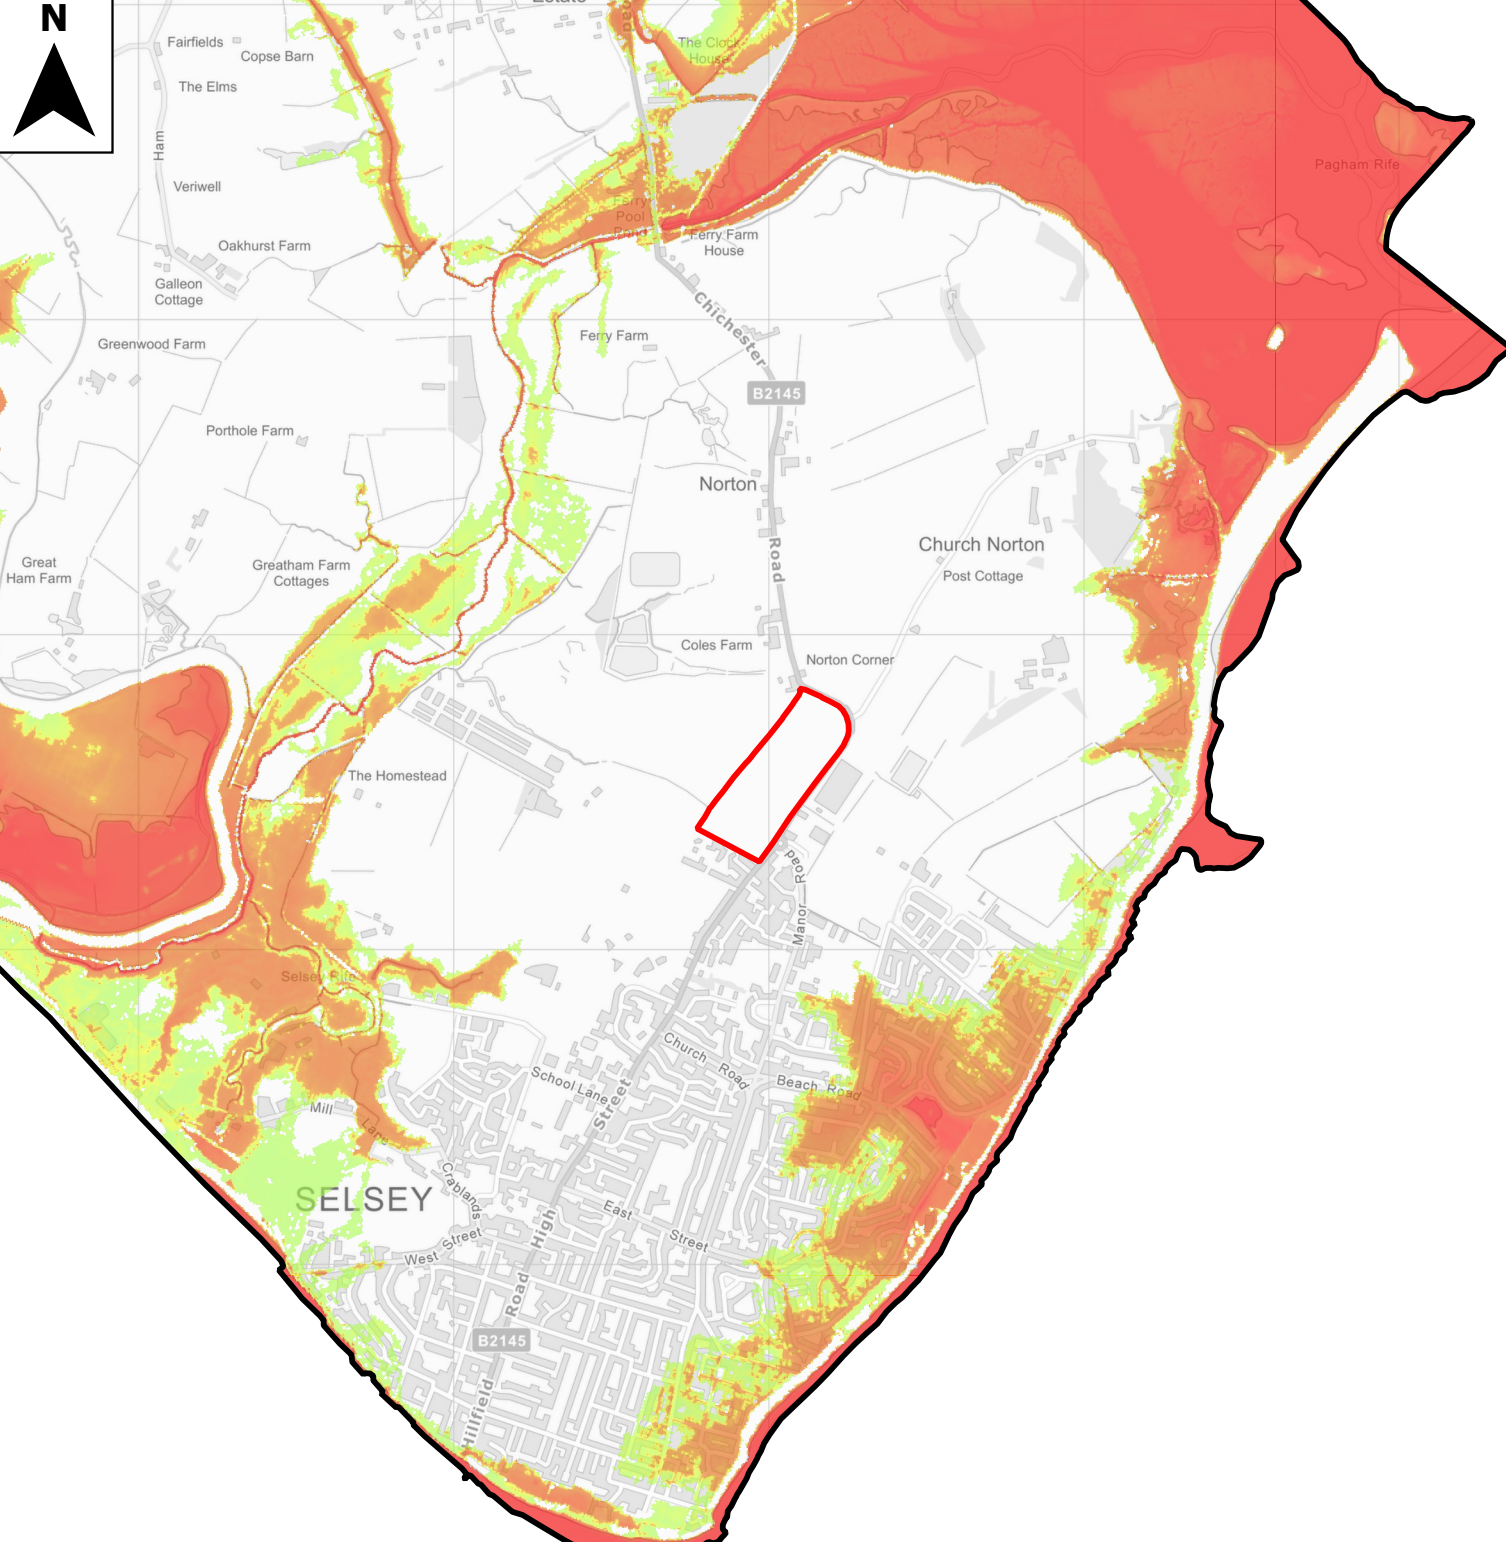 N
Estate
Road
Fairfields
Copse Barn
The Clock
House
The Elms
Ham
Pagham Rife
Veriwell
Ferry
Pool
Pond
Ferry Farm
House
Oakhurst Farm
Galleon
Cottage
Chichester
Ferry Farm
Greenwood Farm
B2145
Porthole Farm
Norton
Road
Church Norton
Post Cottage
Great
Ham Farm
Greatham Farm
Cottages
Coles Farm
Norton Corner
The Homestead
Manor Road
Selsey Rife
Church Road
School Lane
Beach Road
Street
Mill
Lane
SELSEY
Crablands
East Street
West Street
High
Road
B2145
Hillfield